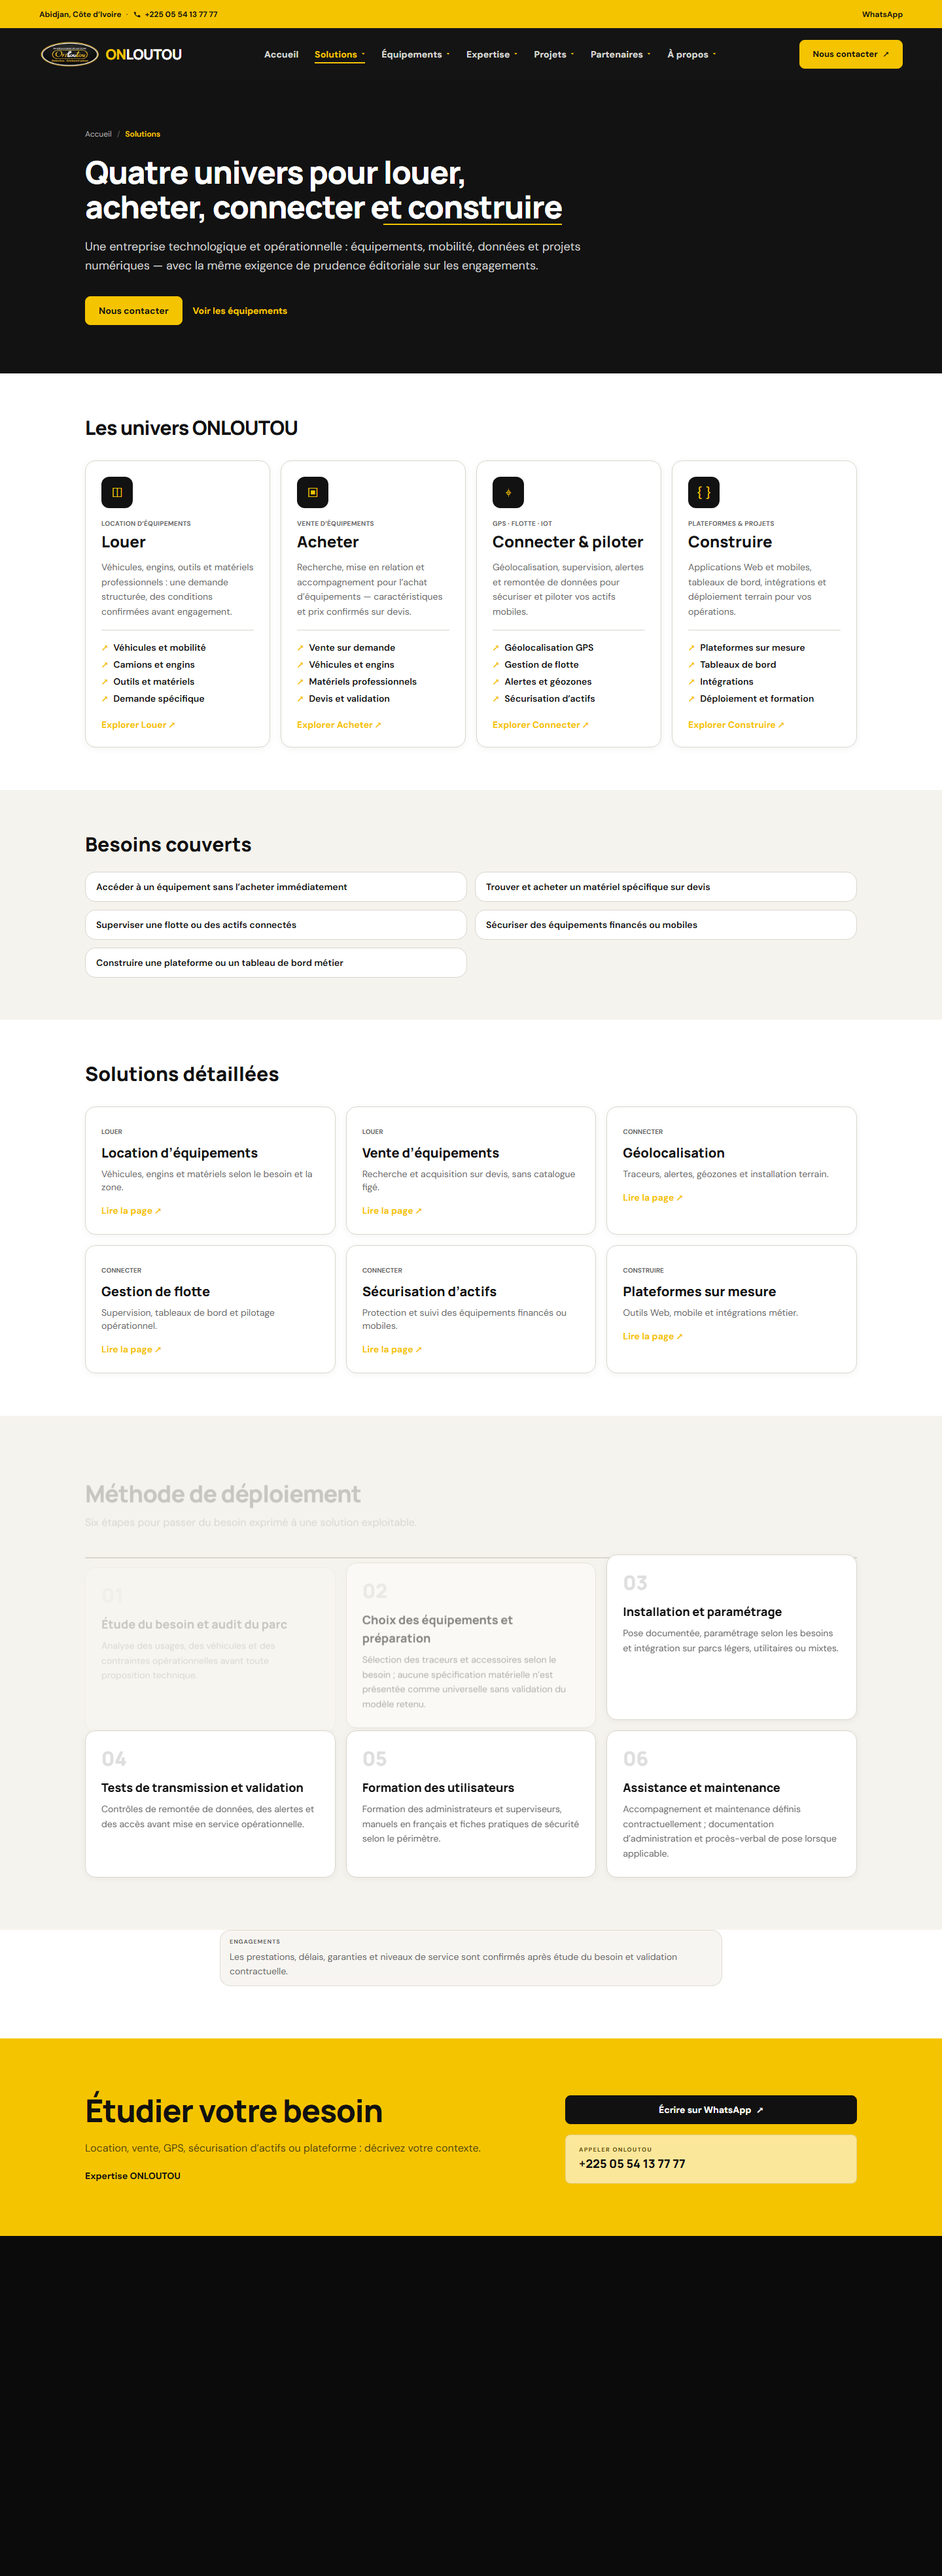 Abidjan, Côte d'Ivoire · +225 05 54 13 77 77
WhatsApp
ONLOUTOU
Accueil Solutions Équipements Expertise Projets Partenaires À propos
Nous contacter ↗
Accueil / Solutions
Quatre univers pour louer,
acheter, connecter et construire
Une entreprise technologique et opérationnelle : équipements, mobilité, données et projets
numériques — avec la même exigence de prudence éditoriale sur les engagements.
Nous contacter
Voir les équipements
Les univers ONLOUTOU
LOCATION D'ÉQUIPEMENTS
Louer
Véhicules, engins, outils et matériels
professionnels : une demande
structurée, des conditions
confirmées avant engagement.
↗ Véhicules et mobilité
↗ Camions et engins
↗ Outils et matériels
↗ Demande spécifique
Explorer Louer ↗
VENTE D'ÉQUIPEMENTS
Acheter
Recherche, mise en relation et
accompagnement pour l'achat
d'équipements — caractéristiques
et prix confirmés sur devis.
↗ Vente sur demande
↗ Véhicules et engins
↗ Matériels professionnels
↗ Devis et validation
Explorer Acheter ↗
GPS · FLOTTE · IOT
Connecter & piloter
Géolocalisation, supervision, alertes
et remontée de données pour
sécuriser et piloter vos actifs
mobiles.
↗ Géolocalisation GPS
↗ Gestion de flotte
↗ Alertes et géozones
↗ Sécurisation d'actifs
Explorer Connecter ↗
{ }
PLATEFORMES & PROJETS
Construire
Applications Web et mobiles,
tableaux de bord, intégrations et
déploiement terrain pour vos
opérations.
↗ Plateformes sur mesure
↗ Tableaux de bord
↗ Intégrations
↗ Déploiement et formation
Explorer Construire ↗
Besoins couverts
Accéder à un équipement sans l'acheter immédiatement
Trouver et acheter un matériel spécifique sur devis
Superviser une flotte ou des actifs connectés
Sécuriser des équipements financés ou mobiles
Construire une plateforme ou un tableau de bord métier
Solutions détaillées
LOUER
Location d'équipements
Véhicules, engins et matériels selon le besoin et la
zone.
Lire la page ↗
LOUER
Vente d'équipements
Recherche et acquisition sur devis, sans catalogue
figé.
Lire la page ↗
CONNECTER
Géolocalisation
Traceurs, alertes, géozones et installation terrain.
Lire la page ↗
CONNECTER
Gestion de flotte
Supervision, tableaux de bord et pilotage
opérationnel.
Lire la page ↗
CONNECTER
Sécurisation d'actifs
Protection et suivi des équipements financés ou
mobiles.
Lire la page ↗
CONSTRUIRE
Plateformes sur mesure
Outils Web, mobile et intégrations métier.
Lire la page ↗
Méthode de déploiement
Six étapes pour passer du besoin exprimé à une solution exploitable.
01
Étude du besoin et audit du parc
Analyse des usages, des véhicules et des
contraintes opérationnelles avant toute
proposition technique.
02
Choix des équipements et
préparation
Sélection des traceurs et accessoires selon le
besoin ; aucune spécification matérielle n'est
présentée comme universelle sans validation du
modèle retenu.
03
Installation et paramétrage
Pose documentée, paramétrage selon les besoins
et intégration sur parcs légers, utilitaires ou mixtes.
04
Tests de transmission et validation
Contrôles de remontée de données, des alertes et
des accès avant mise en service opérationnelle.
05
Formation des utilisateurs
Formation des administrateurs et superviseurs,
manuels en français et fiches pratiques de sécurité
selon le périmètre.
06
Assistance et maintenance
Accompagnement et maintenance définis
contractuellement ; documentation
d'administration et procès-verbal de pose lorsque
applicable.
ENGAGEMENTS
Les prestations, délais, garanties et niveaux de service sont confirmés après étude du besoin et validation
contractuelle.
Étudier votre besoin
Location, vente, GPS, sécurisation d'actifs ou plateforme : décrivez votre contexte.
Expertise ONLOUTOU
Écrire sur WhatsApp ↗
APPELER ONLOUTOU
+225 05 54 13 77 77